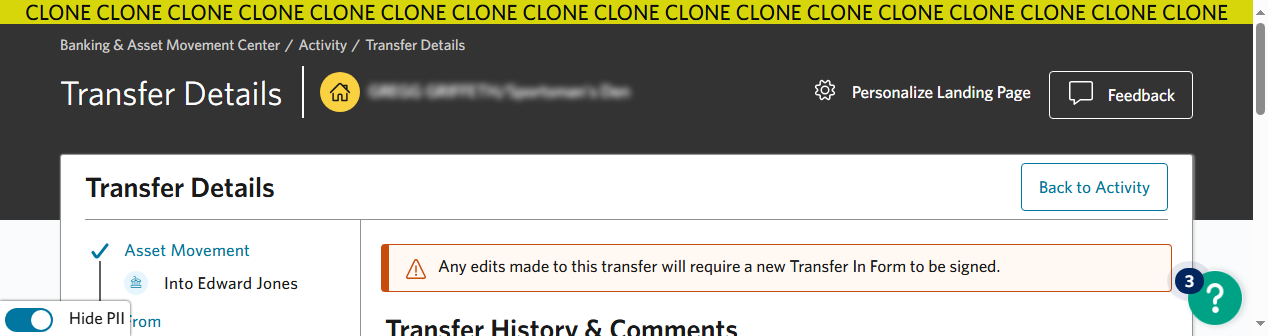 CLONE CLONE CLONE CLONE CLONE CLONE CLONE CLONE CLONE CLONE CLONE CLONE CLONE CLONE CLONE CLONE CLONE
Banking & Asset Movement Center / Activity / Transfer Details
Transfer Details
Personalize Landing Page
Feedback
Transfer Details
Back to Activity
Asset Movement
Any edits made to this transfer will require a new Transfer In Form to be signed.
Into Edward Jones
3
?
Hide PII
From
Transfer History & Comments